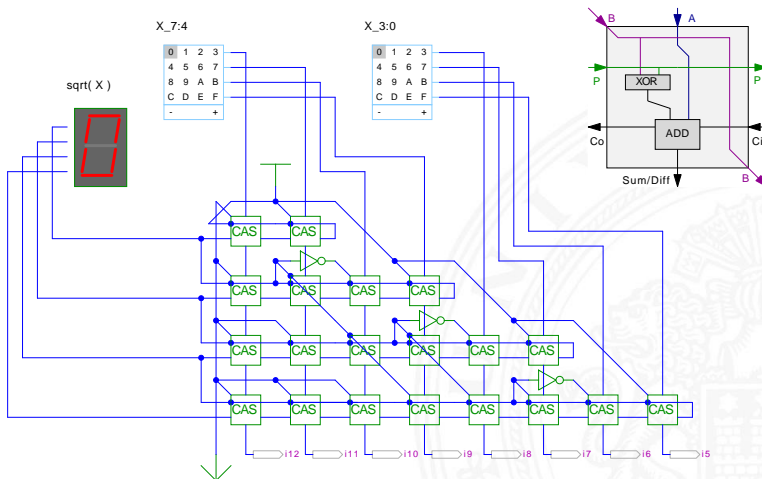 X_7:4
X_3:0
B
A
0 1 2 3
4 5 6 7
8 9 A B
C D E F
- +
0 1 2 3
4 5 6 7
8 9 A B
C D E F
- +
P
P
XOR
ADD
Co
Ci
Sum/Diff
B
sqrt( X )
0
CAS CAS
CAS CAS CAS CAS
CAS CAS CAS CAS CAS CAS
CAS CAS CAS CAS CAS CAS CAS CAS
i12 i11 i10 i9 i8 i7 i6 i5